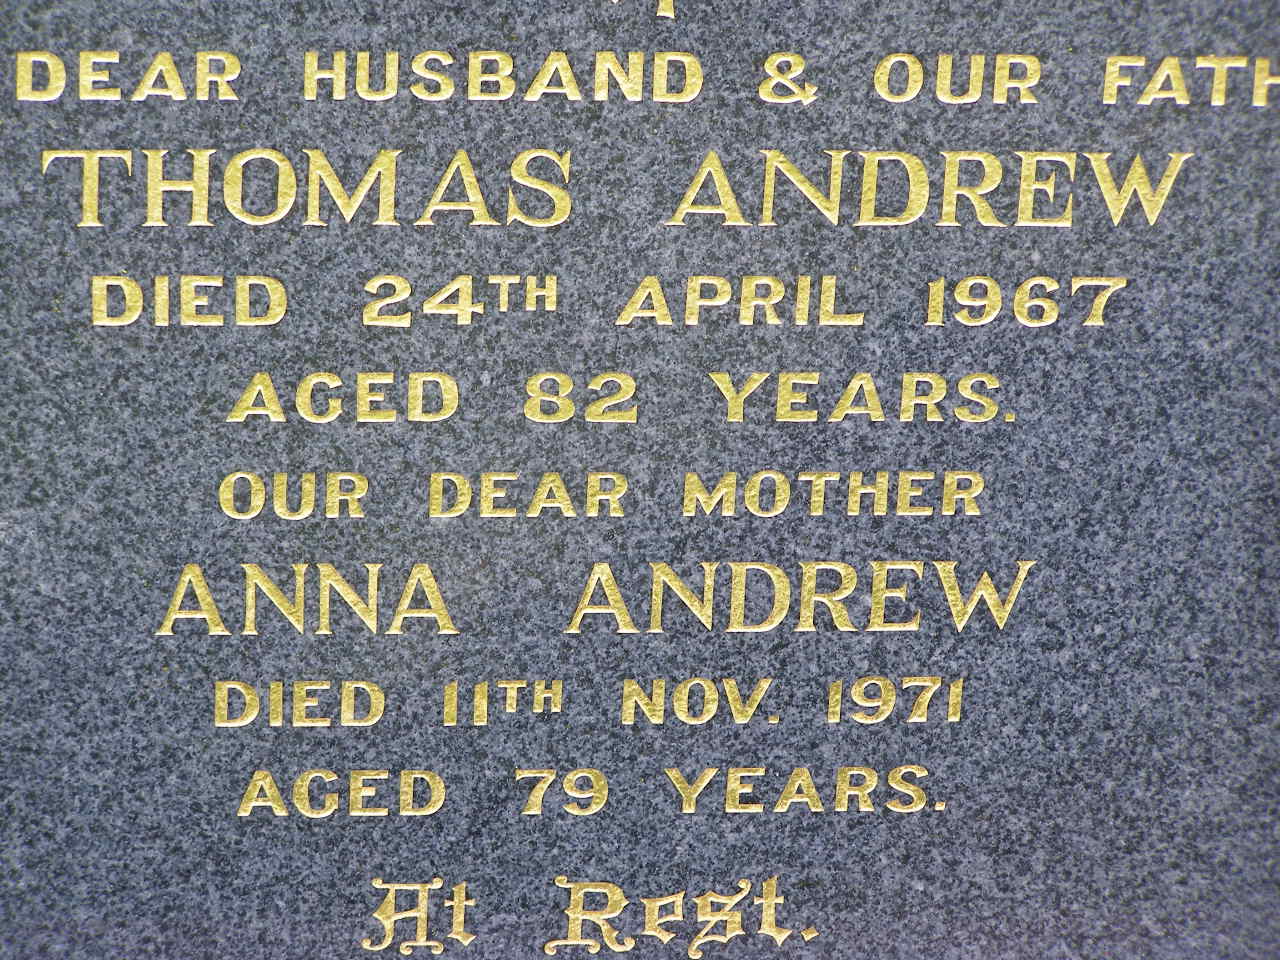 DEAR HUSBAND & OUR FATH
THOMAS ANDREW
DIED 24TH APRIL 1967
AGED 82 YEARS.
OUR DEAR MOTHER
ANNA ANDREW
DIED 11TH NOV. 1971
AGED 79 YEARS.
At Rest.